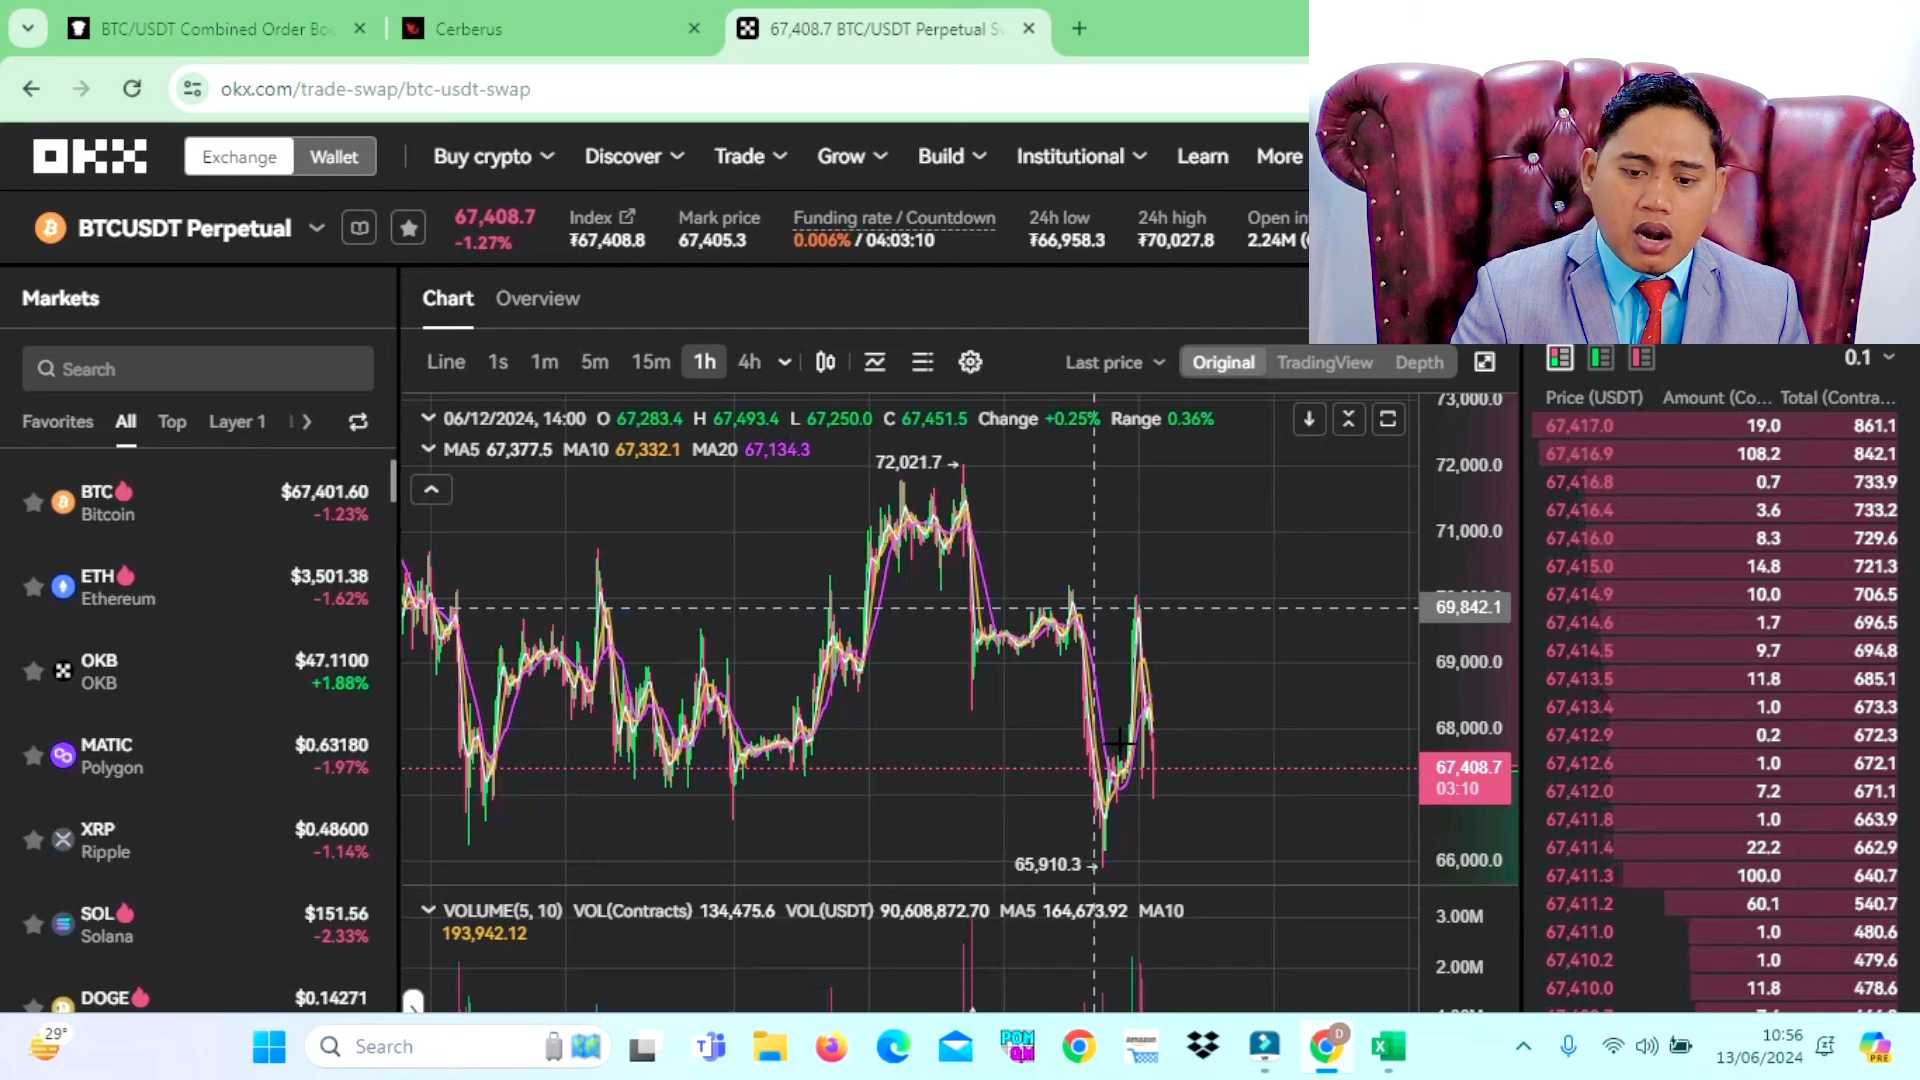 BTC/USDT Combined Order Boo
Cerberus
67,408.7 BTC/USDT Perpetual S
okx.com/trade-swap/btc-usdt-swap
OKX
Exchange Wallet
Buy crypto Discover Trade Grow Build Institutional Learn More
BTCUSDT Perpetual
67,408.7
-1.27%
Index
₮67,408.8
Mark price
67,405.3
Funding rate / Countdown
0.006% / 04:03:10
24h low
₮66,958.3
24h high
₮70,027.8
Open in
2.24M (
Markets
Search
Favorites All Top Layer 1
BTC $67,401.60
Bitcoin -1.23%
ETH $3,501.38
Ethereum -1.62%
OKB $47.1100
OKB +1.88%
MATIC $0.63180
Polygon -1.97%
XRP $0.48600
Ripple -1.14%
SOL $151.56
Solana -2.33%
DOGE $0.14271
Chart Overview
Line 1s 1m 5m 15m 1h 4h
Last price Original TradingView Depth
06/12/2024, 14:00 O 67,283.4 H 67,493.4 L 67,250.0 C 67,451.5 Change +0.25% Range 0.36%
MA5 67,377.5 MA10 67,332.1 MA20 67,134.3
72,021.7
65,910.3
73,000.0
72,000.0
71,000.0
69,842.1
69,000.0
68,000.0
67,408.7
03:10
66,000.0
VOLUME(5, 10) VOL(Contracts) 134,475.6 VOL(USDT) 90,608,872.70 MA5 164,673.92 MA10
193,942.12
3.00M
2.00M
0.1
Price (USDT) Amount (Co... Total (Contra...
67,417.0 19.0 861.1
67,416.9 108.2 842.1
67,416.8 0.7 733.9
67,416.4 3.6 733.2
67,416.0 8.3 729.6
67,415.0 14.8 721.3
67,414.9 10.0 706.5
67,414.6 1.7 696.5
67,414.5 9.7 694.8
67,413.5 11.8 685.1
67,413.4 1.0 673.3
67,412.9 0.2 672.3
67,412.6 1.0 672.1
67,412.0 7.2 671.1
67,411.8 1.0 663.9
67,411.4 22.2 662.9
67,411.3 100.0 640.7
67,411.2 60.1 540.7
67,411.0 1.0 480.6
67,410.2 1.0 479.6
67,410.0 11.8 478.6
29°
Search
amazon
10:56
13/06/2024
PRE